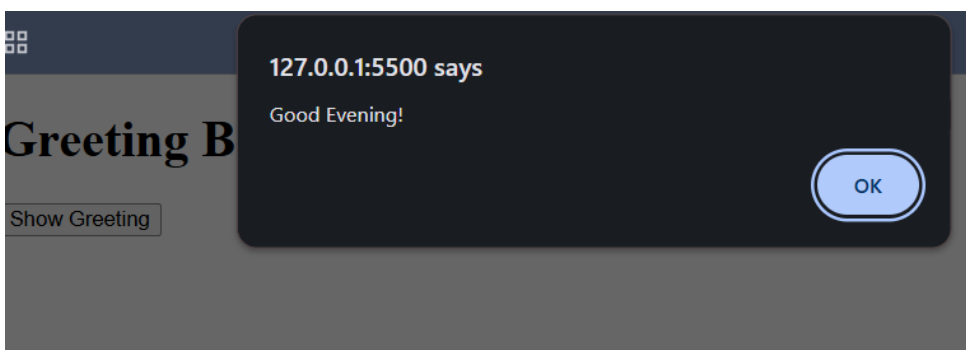 127.0.0.1:5500 says
Good Evening!
Greeting B
OK
Show Greeting